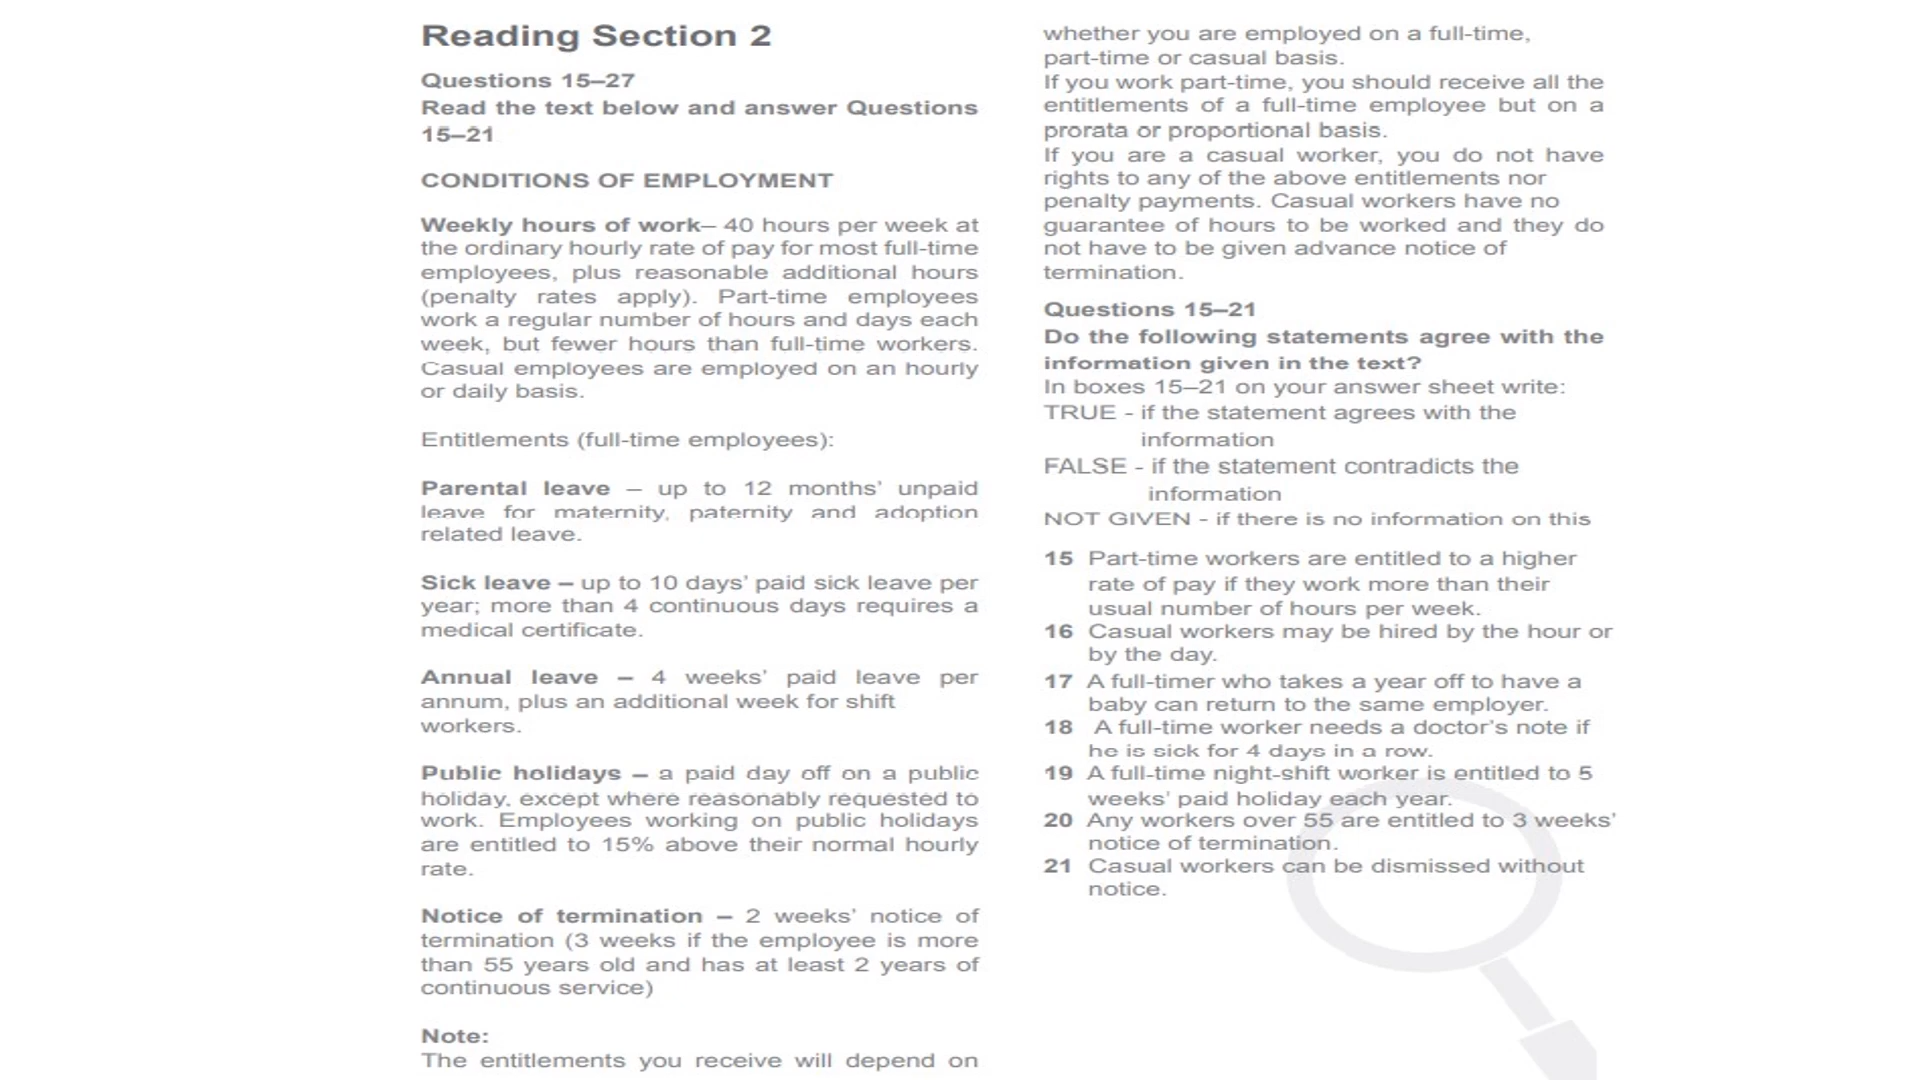 Reading Section 2
Questions 15–27
Read the text below and answer Questions
15–21
CONDITIONS OF EMPLOYMENT
Weekly hours of work– 40 hours per week at
the ordinary hourly rate of pay for most full-time
employees, plus reasonable additional hours
(penalty rates apply). Part-time employees
work a regular number of hours and days each
week, but fewer hours than full-time workers.
Casual employees are employed on an hourly
or daily basis.
Entitlements (full-time employees):
Parental leave – up to 12 months’ unpaid
leave for maternity, paternity and adoption
related leave.
Sick leave – up to 10 days’ paid sick leave per
year; more than 4 continuous days requires a
medical certificate.
Annual leave – 4 weeks’ paid leave per
annum, plus an additional week for shift
workers.
Public holidays – a paid day off on a public
holiday, except where reasonably requested to
work. Employees working on public holidays
are entitled to 15% above their normal hourly
rate.
Notice of termination – 2 weeks’ notice of
termination (3 weeks if the employee is more
than 55 years old and has at least 2 years of
continuous service)
Note:
The entitlements you receive will depend on
whether you are employed on a full-time,
part-time or casual basis.
If you work part-time, you should receive all the
entitlements of a full-time employee but on a
prorata or proportional basis.
If you are a casual worker, you do not have
rights to any of the above entitlements nor
penalty payments. Casual workers have no
guarantee of hours to be worked and they do
not have to be given advance notice of
termination.
Questions 15–21
Do the following statements agree with the
information given in the text?
In boxes 15–21 on your answer sheet write:
TRUE - if the statement agrees with the
information
FALSE - if the statement contradicts the
information
NOT GIVEN - if there is no information on this
15 Part-time workers are entitled to a higher
rate of pay if they work more than their
usual number of hours per week.
16 Casual workers may be hired by the hour or
by the day.
17 A full-timer who takes a year off to have a
baby can return to the same employer.
18 A full-time worker needs a doctor’s note if
he is sick for 4 days in a row.
19 A full-time night-shift worker is entitled to 5
weeks’ paid holiday each year.
20 Any workers over 55 are entitled to 3 weeks’
notice of termination.
21 Casual workers can be dismissed without
notice.